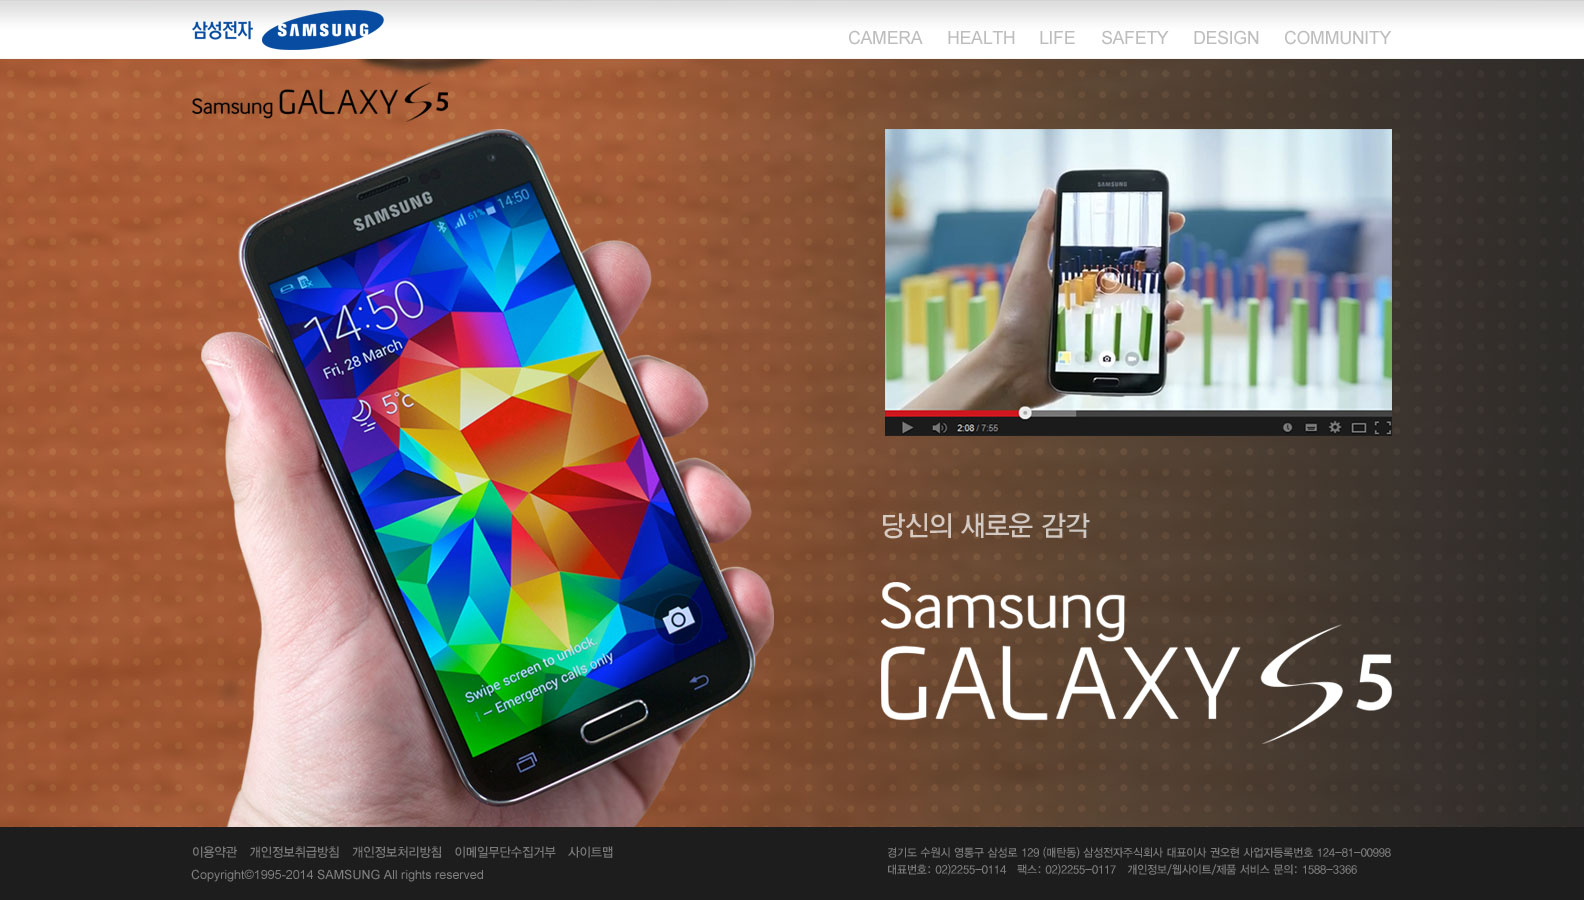 삼성전자 SAMSUNG
CAMERA HEALTH LIFE SAFETY DESIGN COMMUNITY
Samsung GALAXY S5
SAMSUNG
61% 14:50
14:50
Fri, 28 March
5°c
Swipe screen to unlock.
– Emergency calls only
SAMSUNG
2:08 / 7:55
당신의 새로운 감각
Samsung
GALAXY S5
이용약관 개인정보취급방침 개인정보처리방침 이메일무단수집거부 사이트맵
Copyright©1995-2014 SAMSUNG All rights reserved
경기도 수원시 영통구 삼성로 129 (매탄동) 삼성전자주식회사 대표이사 권오현 사업자등록번호 124-81-00998
대표번호: 02)2255-0114 팩스: 02)2255-0117 개인정보/웹사이트/제품 서비스 문의: 1588-3366